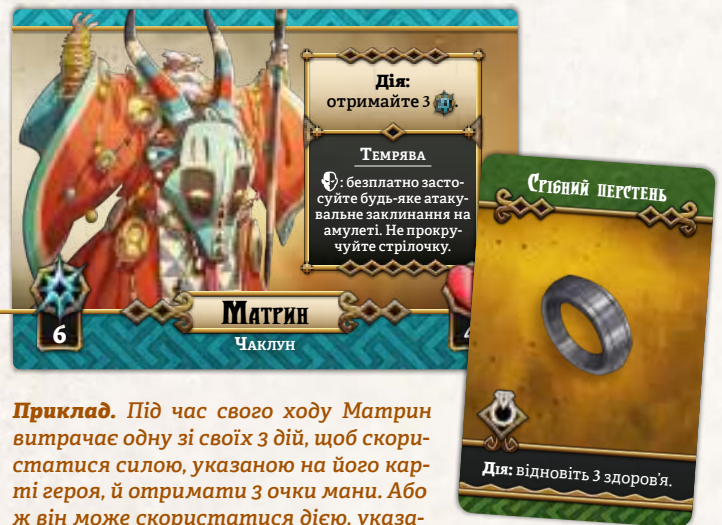 Дія:
отримайте 3
Темрява
: безплатно засто-
суйте будь-яке атаку-
вальне заклинання на
амулеті. Не прокру-
чуйте стрілочку.
6
Матрин
Чаклун
Срібний перстень
Дія: відновіть 3 здоров'я.
Приклад. Під час свого ходу Матрин
витрачає одну зі своїх 3 дій, щоб скори-
статися силою, указаною на його кар-
ті героя, й отримати 3 очки мани. Або
ж він може скористатися дією, указа-